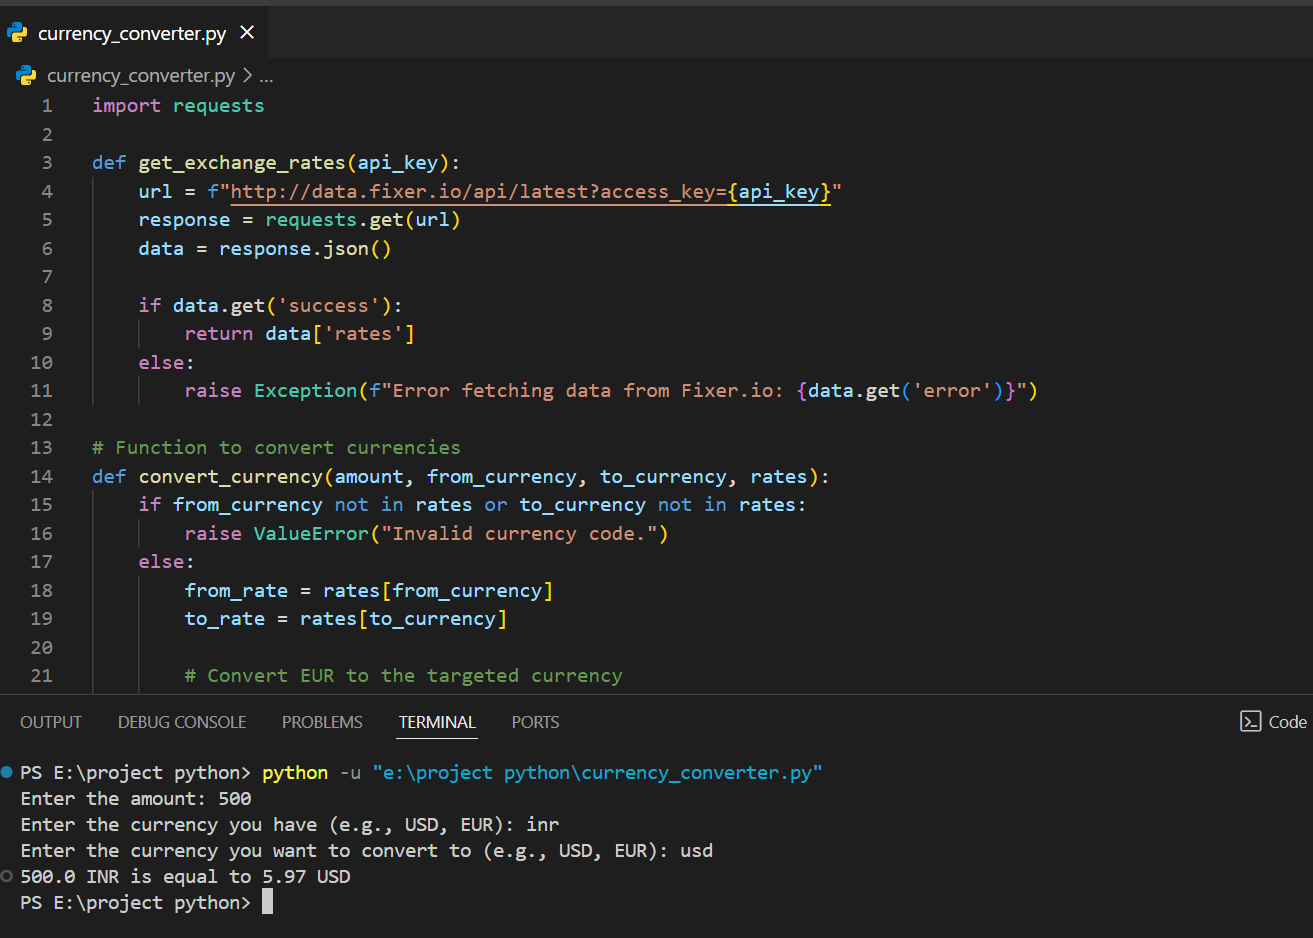 currency_converter.py
currency_converter.py > ...
1 import requests
2
3 def get_exchange_rates(api_key):
4     url = f"http://data.fixer.io/api/latest?access_key={api_key}"
5     response = requests.get(url)
6     data = response.json()
7
8     if data.get('success'):
9         return data['rates']
10     else:
11         raise Exception(f"Error fetching data from Fixer.io: {data.get('error')}")
12
13 # Function to convert currencies
14 def convert_currency(amount, from_currency, to_currency, rates):
15     if from_currency not in rates or to_currency not in rates:
16         raise ValueError("Invalid currency code.")
17     else:
18         from_rate = rates[from_currency]
19         to_rate = rates[to_currency]
20
21         # Convert EUR to the targeted currency
OUTPUT DEBUG CONSOLE PROBLEMS TERMINAL PORTS Code
PS E:\project python> python -u "e:\project python\currency_converter.py"
Enter the amount: 500
Enter the currency you have (e.g., USD, EUR): inr
Enter the currency you want to convert to (e.g., USD, EUR): usd
500.0 INR is equal to 5.97 USD
PS E:\project python>